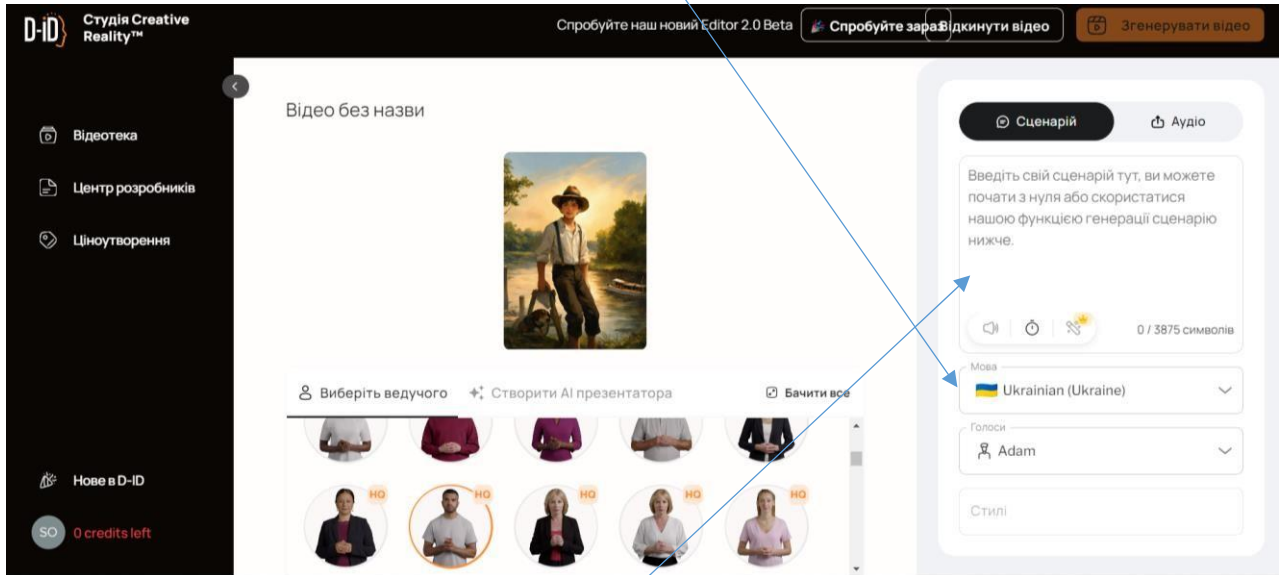 D-iD
Студія Creative
Reality™
Спробуйте наш новий Editor 2.0 Beta
Спробуйте зараз
Відкинути відео
Згенерувати відео
Відеотека
Центр розробників
Ціноутворення
Нове в D-ID
SO
0 credits left
Відео без назви
Виберіть ведучого
Створити AI презентатора
Бачити все
HQ
HQ
HQ
HQ
HQ
Сценарій
Аудіо
Введіть свій сценарій тут, ви можете
почати з нуля або скористатися
нашою функцією генерації сценарію
нижче.
0 / 3875 символів
Мова
Ukrainian (Ukraine)
Голоси
Adam
Стилі